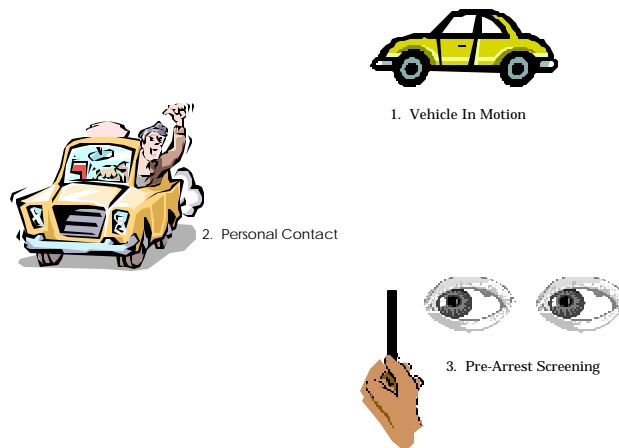 1. Vehicle In Motion
2. Personal Contact
3. Pre-Arrest Screening